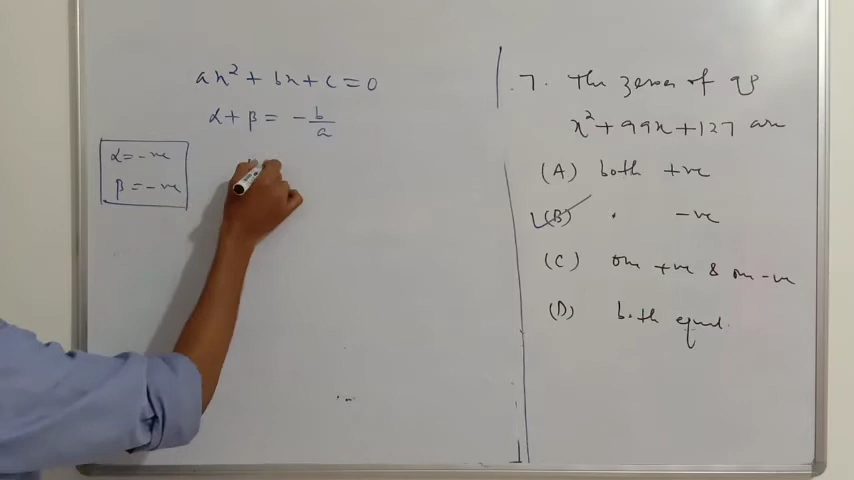 ax² + bx + c = 0
α + β = - b/a
α = -ve
β = -ve
7. The zeroes of QP
x² + 99x + 127 are
(A) both +ve
(B) . -ve
(C) one +ve & one -ve
(D) both equal.